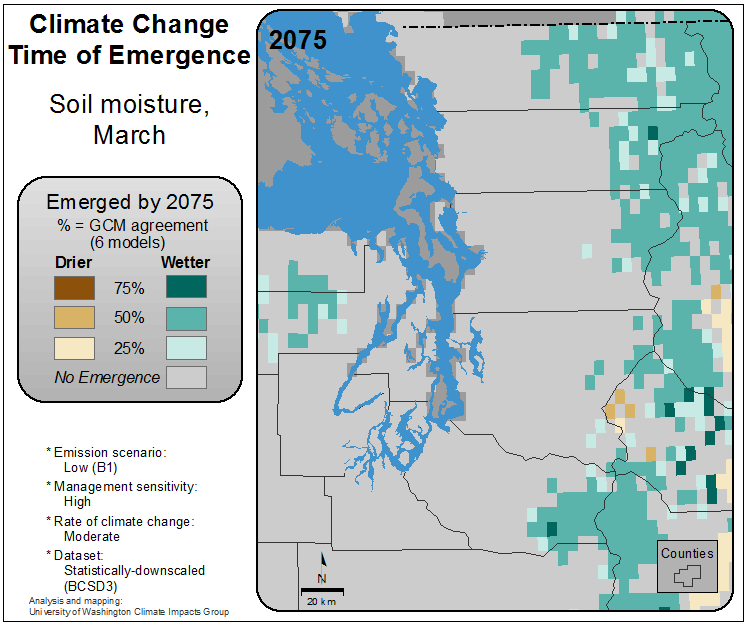 Climate Change
Time of Emergence
Soil moisture,
March
Emerged by 2075
% = GCM agreement
(6 models)
Drier Wetter
75%
50%
25%
No Emergence
* Emission scenario:
Low (B1)
* Management sensitivity:
High
* Rate of climate change:
Moderate
* Dataset:
Statistically-downscaled
(BCSD3)
Analysis and mapping:
University of Washington Climate Impacts Group
2075
N
20 km
Counties